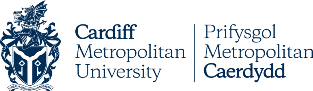 Cardiff
Metropolitan
University
Prifysgol
Metropolitan
Caerdydd